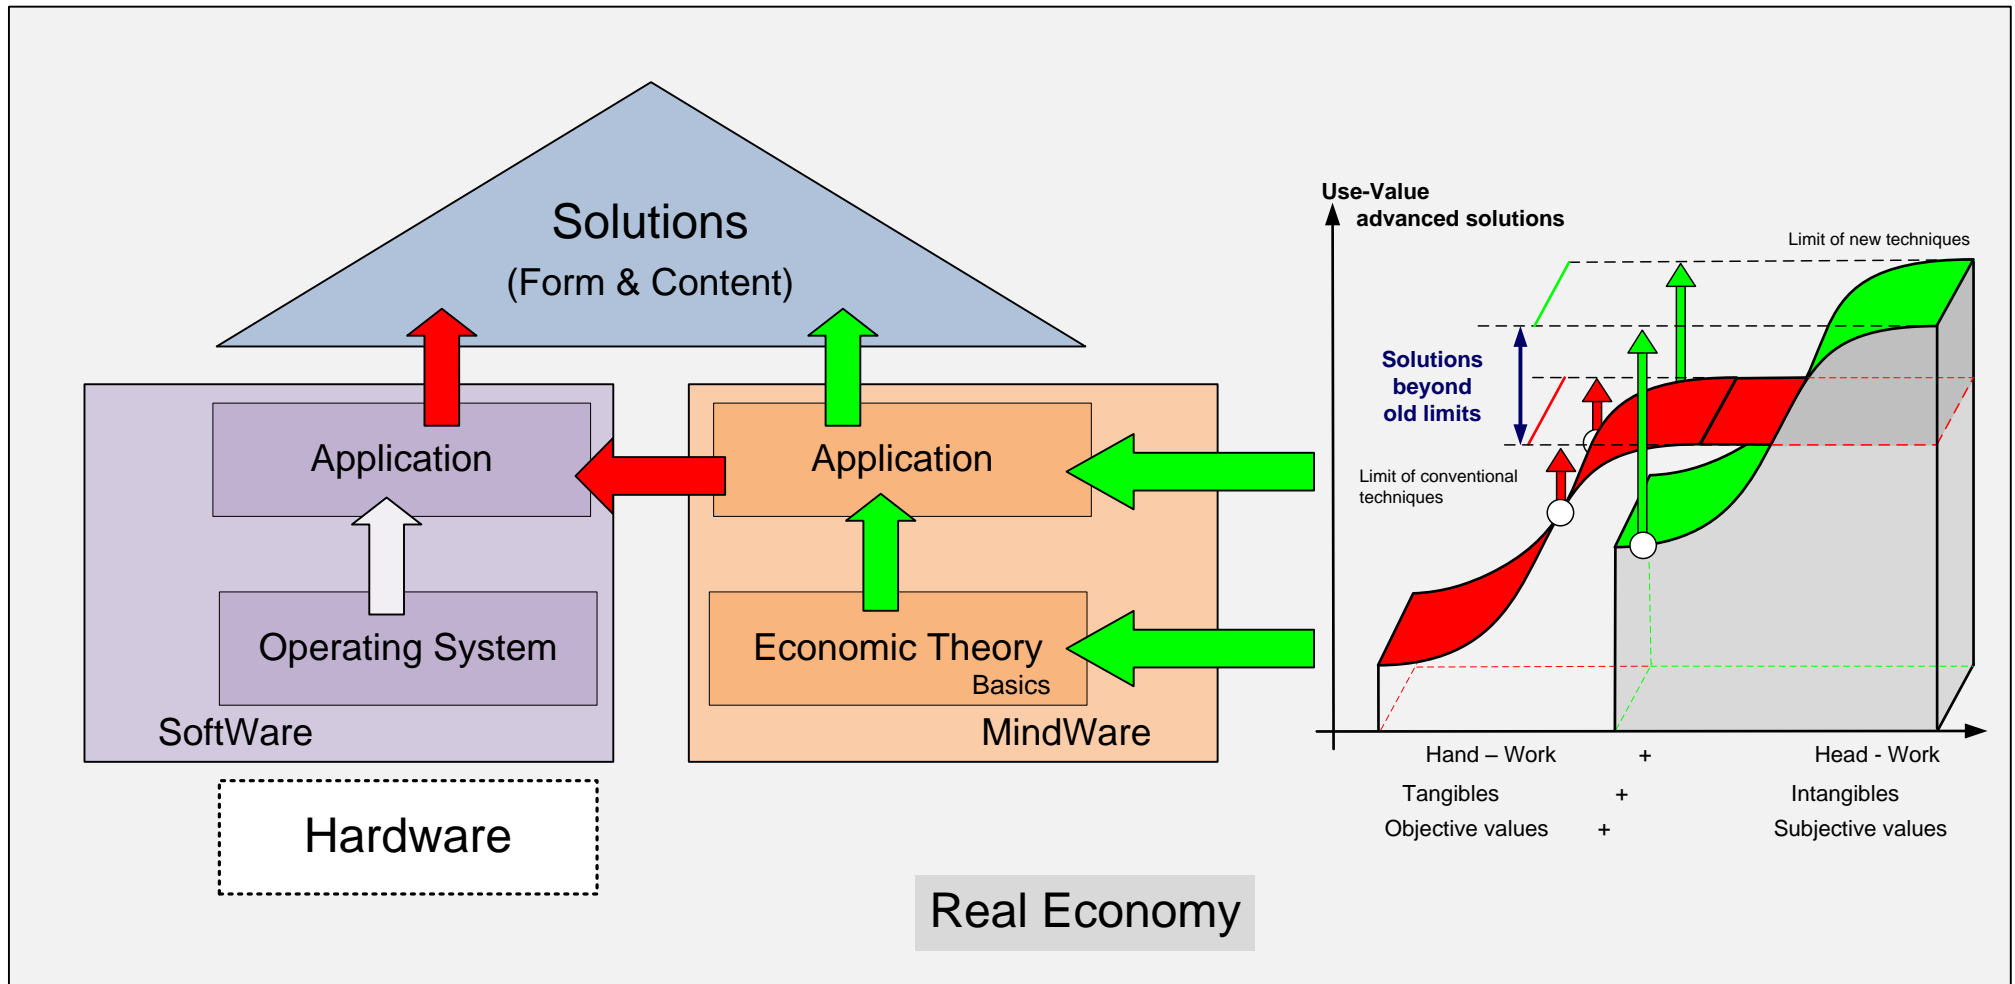 Solutions
(Form & Content)
Application
Operating System
SoftWare
Hardware
Application
Economic Theory
Basics
MindWare
Real Economy
Use-Value
advanced solutions
Limit of new techniques
Solutions
beyond
old limits
Limit of conventional
techniques
Hand – Work + Head - Work
Tangibles + Intangibles
Objective values + Subjective values